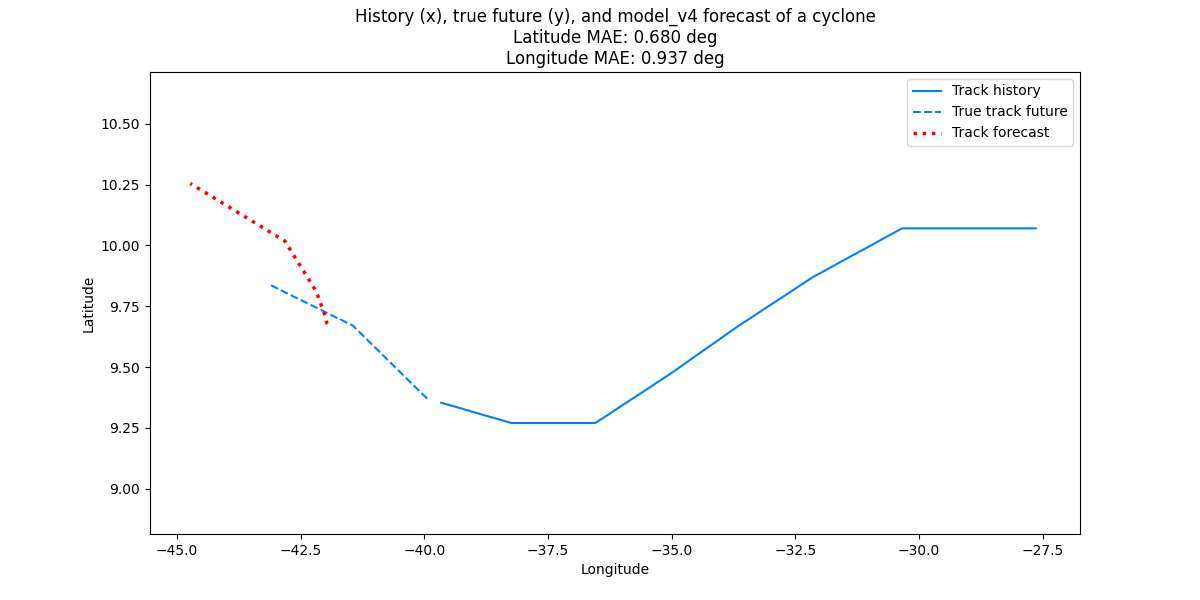 History (x), true future (y), and model_v4 forecast of a cyclone
Latitude MAE: 0.680 deg
Longitude MAE: 0.937 deg
Track history
True track future
Track forecast
10.50
10.25
10.00
9.75
9.50
9.25
9.00
Latitude
−45.0 −42.5 −40.0 −37.5 −35.0 −32.5 −30.0 −27.5
Longitude